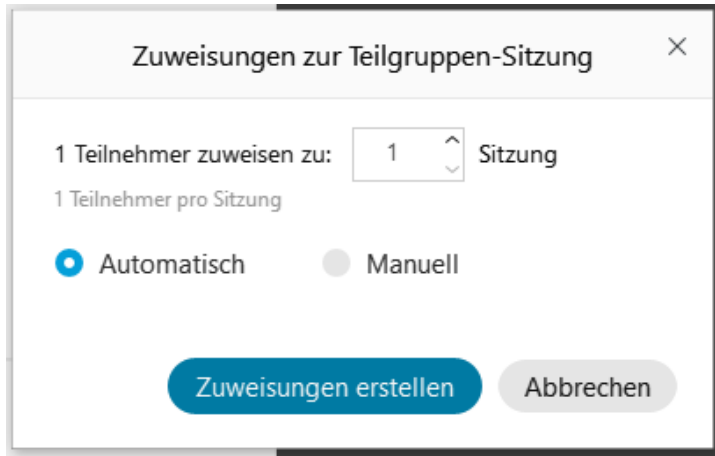 Zuweisungen zur Teilgruppen-Sitzung
1 Teilnehmer zuweisen zu: 1 Sitzung
1 Teilnehmer pro Sitzung
Automatisch Manuell
Zuweisungen erstellen Abbrechen